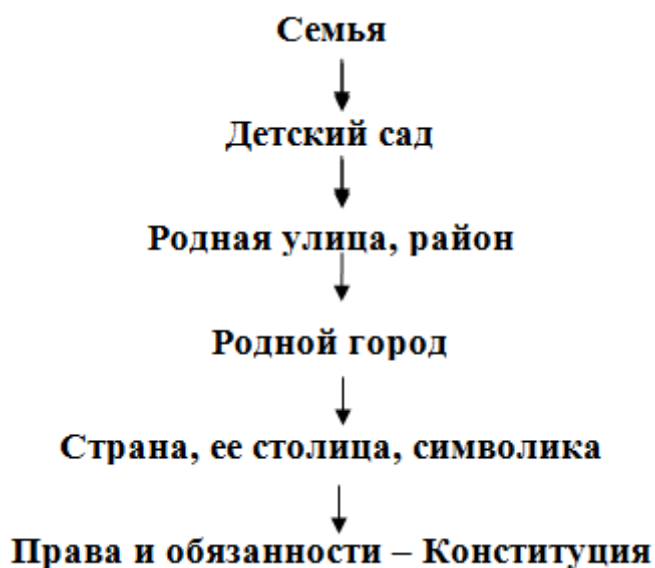 Семья
Детский сад
Родная улица, район
Родной город
Страна, ее столица, символика
Права и обязанности – Конституция